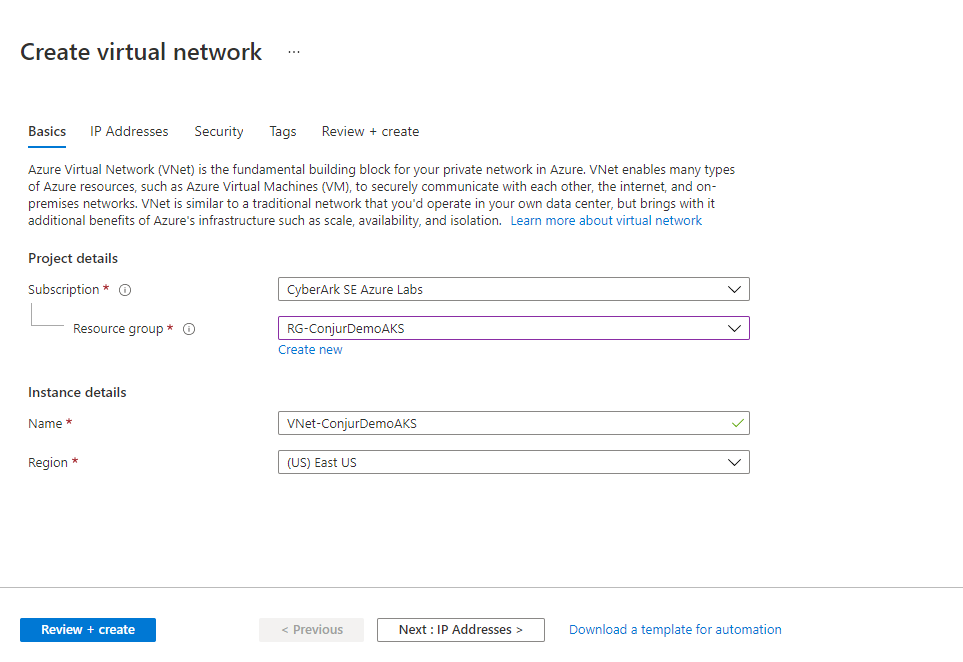 Create virtual network ...
Basics IP Addresses Security Tags Review + create
Azure Virtual Network (VNet) is the fundamental building block for your private network in Azure. VNet enables many types
of Azure resources, such as Azure Virtual Machines (VM), to securely communicate with each other, the internet, and on-
premises networks. VNet is similar to a traditional network that you'd operate in your own data center, but brings with it
additional benefits of Azure's infrastructure such as scale, availability, and isolation. Learn more about virtual network
Project details
Subscription * CyberArk SE Azure Labs
Resource group * RG-ConjurDemoAKS
Create new
Instance details
Name * VNet-ConjurDemoAKS
Region * (US) East US
Review + create < Previous Next : IP Addresses > Download a template for automation